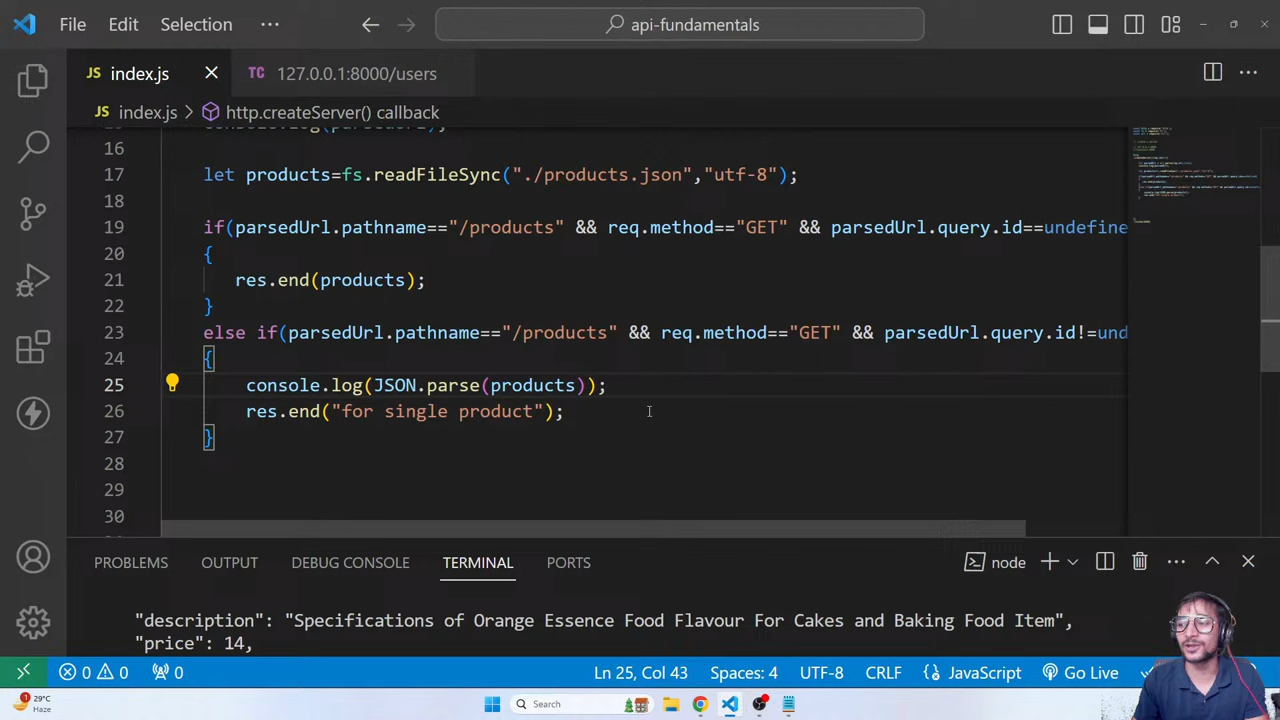 File Edit Selection ··· api-fundamentals
JS index.js × TC 127.0.0.1:8000/users
JS index.js > http.createServer() callback
16
17 let products=fs.readFileSync("./products.json","utf-8");
18
19 if(parsedUrl.pathname=="/products" && req.method=="GET" && parsedUrl.query.id==undefine
20 {
21 res.end(products);
22 }
23 else if(parsedUrl.pathname=="/products" && req.method=="GET" && parsedUrl.query.id!=und
24 {
25 console.log(JSON.parse(products));
26 res.end("for single product");
27 }
28
29
30
PROBLEMS OUTPUT DEBUG CONSOLE TERMINAL PORTS node
"description": "Specifications of Orange Essence Food Flavour For Cakes and Baking Food Item",
"price": 14,
0 0 0 Ln 25, Col 43 Spaces: 4 UTF-8 CRLF {} JavaScript Go Live
1 29°C
Haze
Search